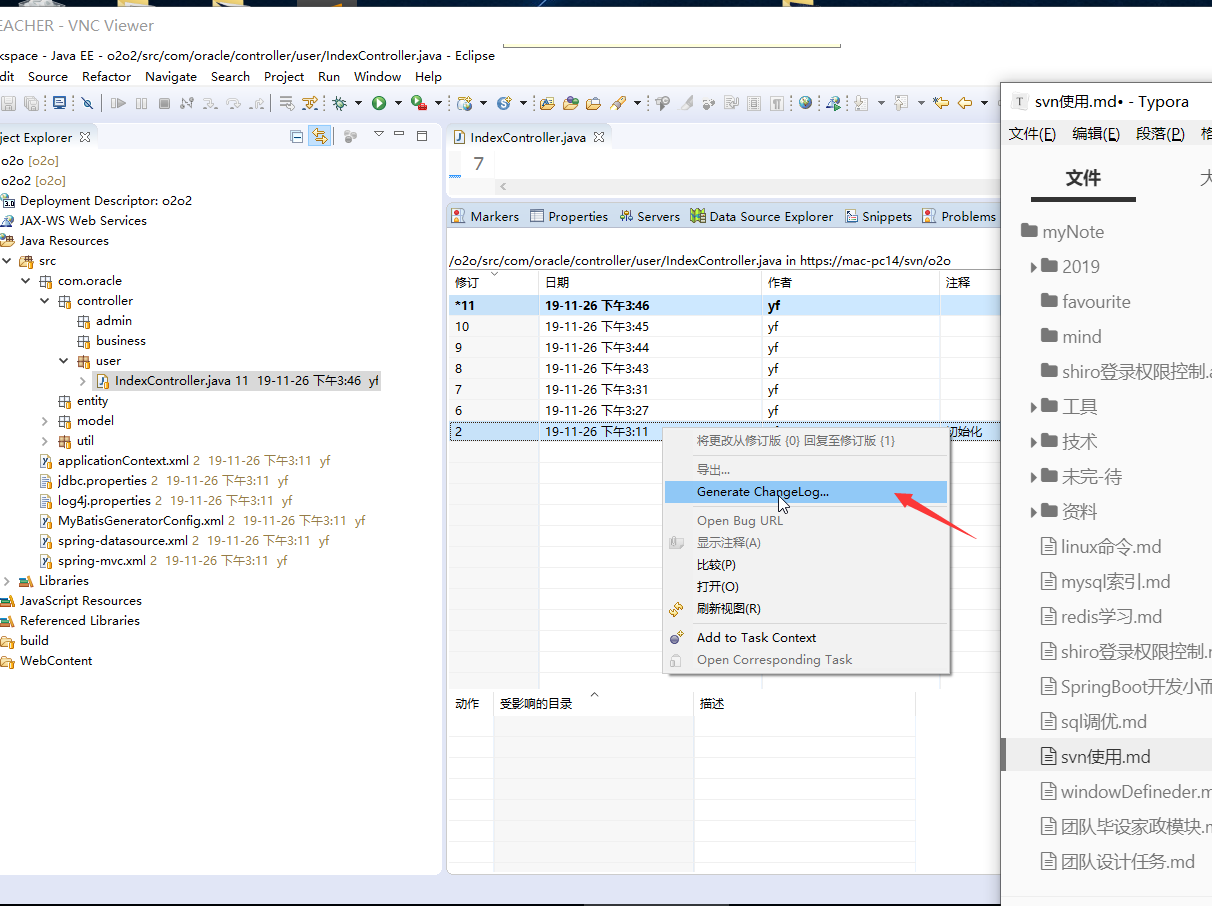 EACHER - VNC Viewer
kspace - Java EE - o2o2/src/com/oracle/controller/user/IndexController.java - Eclipse
dit Source Refactor Navigate Search Project Run Window Help
ject Explorer
o2o [o2o]
o2o2 [o2o]
Deployment Descriptor: o2o2
JAX-WS Web Services
Java Resources
src
com.oracle
controller
admin
business
user
IndexController.java 11 19-11-26 下午3:46 yf
entity
model
util
applicationContext.xml 2 19-11-26 下午3:11 yf
jdbc.properties 2 19-11-26 下午3:11 yf
log4j.properties 2 19-11-26 下午3:11 yf
MyBatisGeneratorConfig.xml 2 19-11-26 下午3:11 yf
spring-datasource.xml 2 19-11-26 下午3:11 yf
spring-mvc.xml 2 19-11-26 下午3:11 yf
Libraries
JavaScript Resources
Referenced Libraries
build
WebContent
IndexController.java
7
Markers Properties Servers Data Source Explorer Snippets Problems
/o2o/src/com/oracle/controller/user/IndexController.java in https://mac-pc14/svn/o2o
修订 日期 作者 注释
*11 19-11-26 下午3:46 yf
10 19-11-26 下午3:45 yf
9 19-11-26 下午3:44 yf
8 19-11-26 下午3:43 yf
7 19-11-26 下午3:31 yf
6 19-11-26 下午3:27 yf
2 19-11-26 下午3:11 初始化
将更改从修订版 {0} 回复至修订版 {1}
导出...
Generate ChangeLog...
Open Bug URL
显示注释(A)
比较(P)
打开(O)
刷新视图(R)
Add to Task Context
Open Corresponding Task
动作 受影响的目录 描述
T svn使用.md• - Typora
文件(F) 编辑(E) 段落(P) 格
文件 大
myNote
2019
favourite
mind
shiro登录权限控制.a
工具
技术
未完-待
资料
linux命令.md
mysql索引.md
redis学习.md
shiro登录权限控制.m
SpringBoot开发小而
sql调优.md
svn使用.md
windowDefineder.m
团队毕设家政模块.m
团队设计任务.md